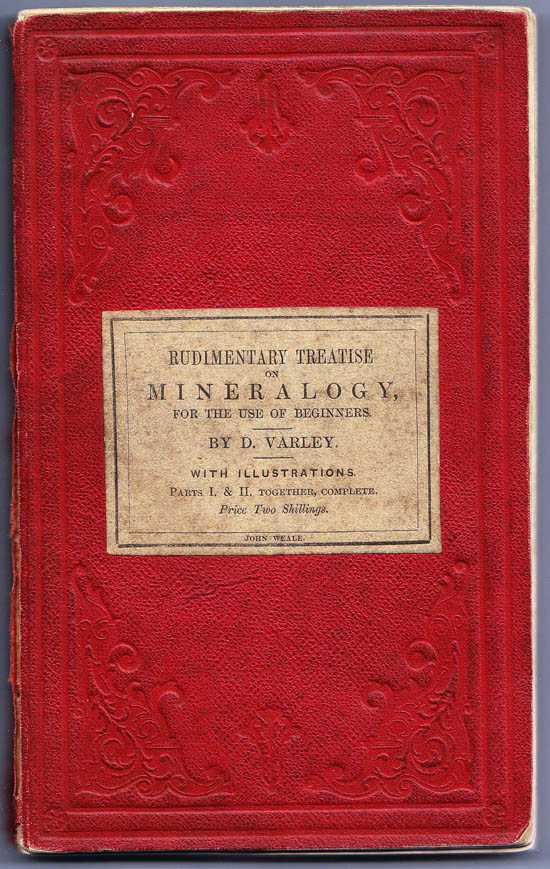 RUDIMENTARY TREATISE
ON
MINERALOGY,
FOR THE USE OF BEGINNERS.
BY D. VARLEY.
WITH ILLUSTRATIONS.
PARTS I. & II. TOGETHER, COMPLETE.
Price Two Shillings.
JOHN WEALE.